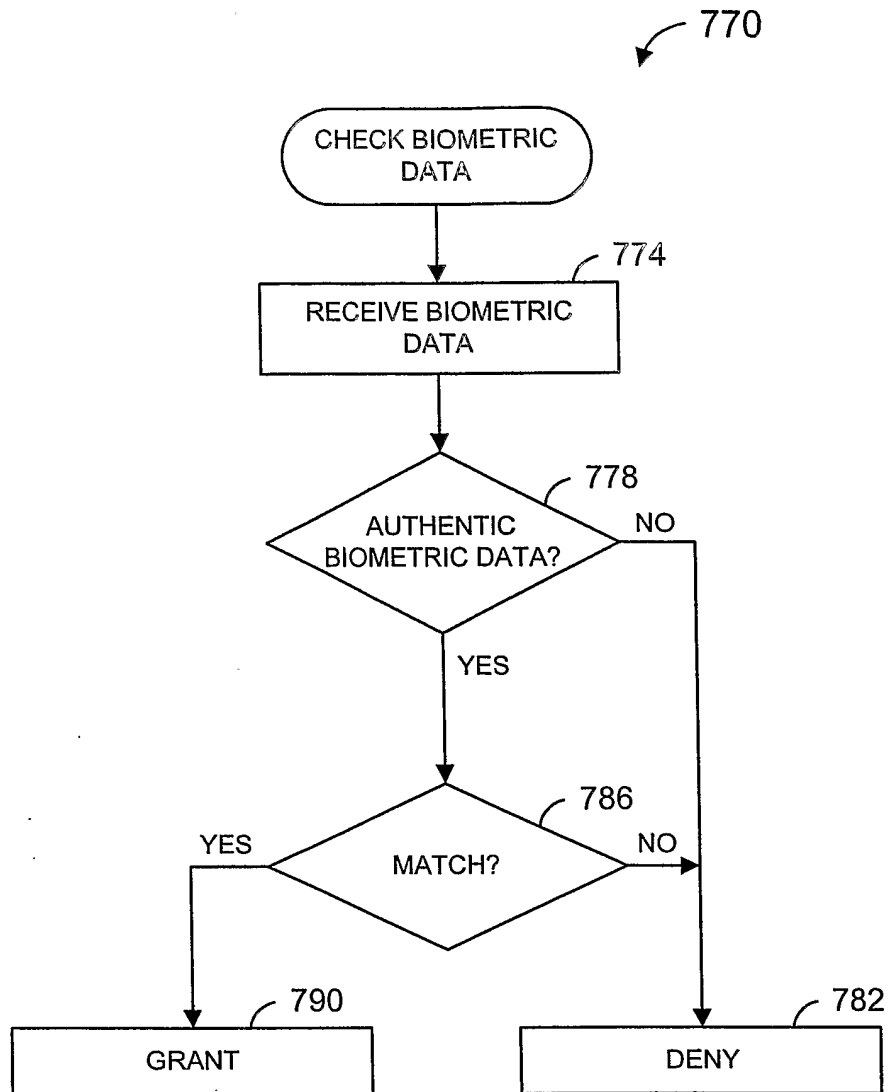 770
CHECK BIOMETRIC
DATA
774
RECEIVE BIOMETRIC
DATA
778
AUTHENTIC
BIOMETRIC DATA?
NO
YES
786
YES
MATCH?
NO
790
GRANT
782
DENY